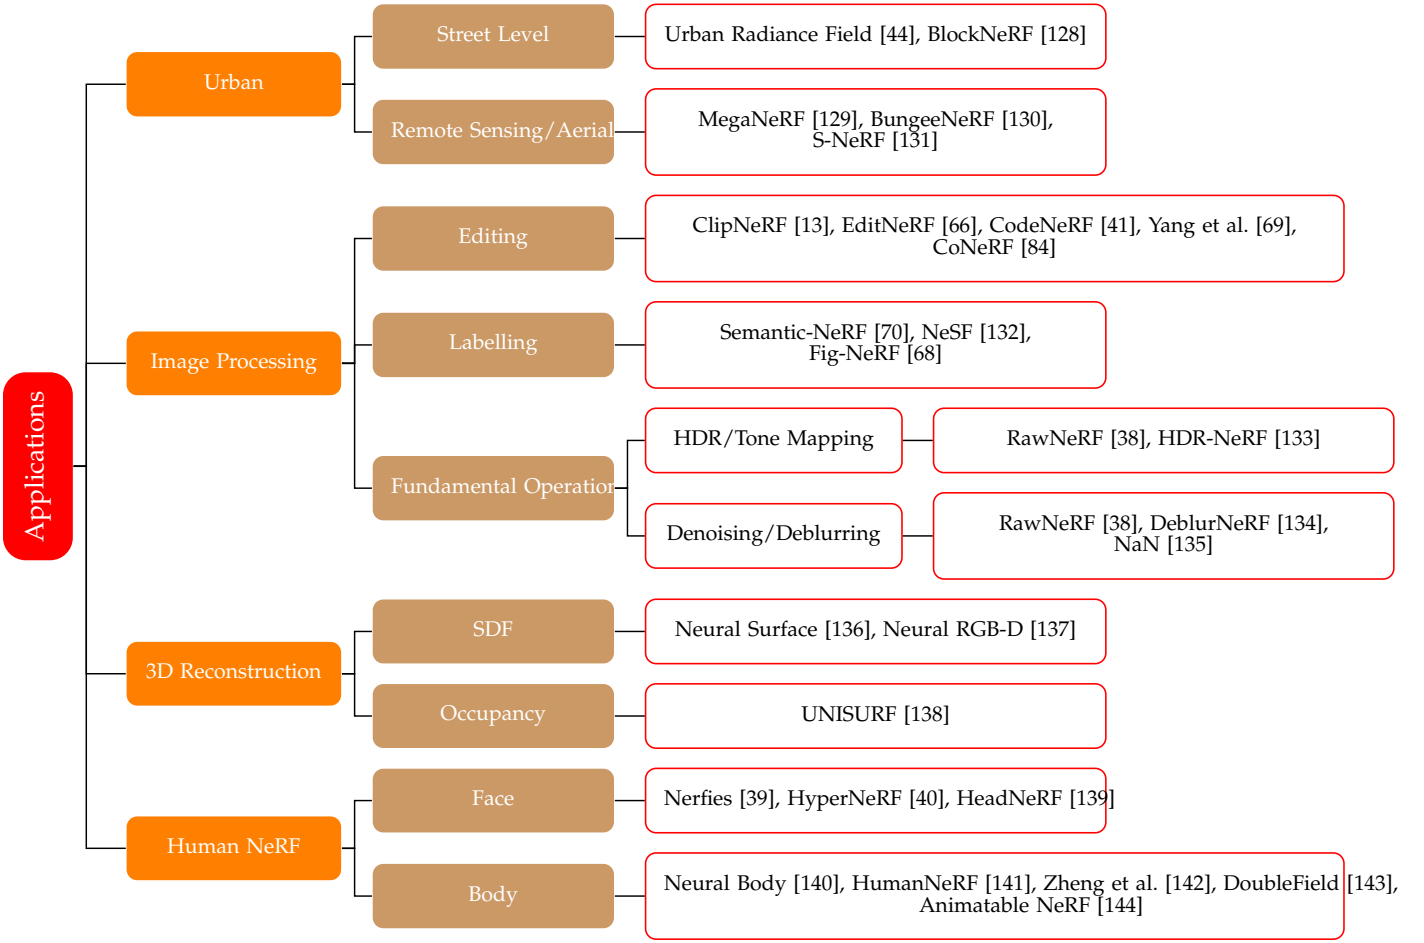 Applications
Urban
Street Level
Urban Radiance Field [44], BlockNeRF [128]
Remote Sensing/Aerial
MegaNeRF [129], BungeeNeRF [130],
S-NeRF [131]
Image Processing
Editing
ClipNeRF [13], EditNeRF [66], CodeNeRF [41], Yang et al. [69],
CoNeRF [84]
Labelling
Semantic-NeRF [70], NeSF [132],
Fig-NeRF [68]
Fundamental Operation
HDR/Tone Mapping
RawNeRF [38], HDR-NeRF [133]
Denoising/Deblurring
RawNeRF [38], DeblurNeRF [134],
NaN [135]
3D Reconstruction
SDF
Neural Surface [136], Neural RGB-D [137]
Occupancy
UNISURF [138]
Human NeRF
Face
Nerfies [39], HyperNeRF [40], HeadNeRF [139]
Body
Neural Body [140], HumanNeRF [141], Zheng et al. [142], DoubleField [143],
Animatable NeRF [144]